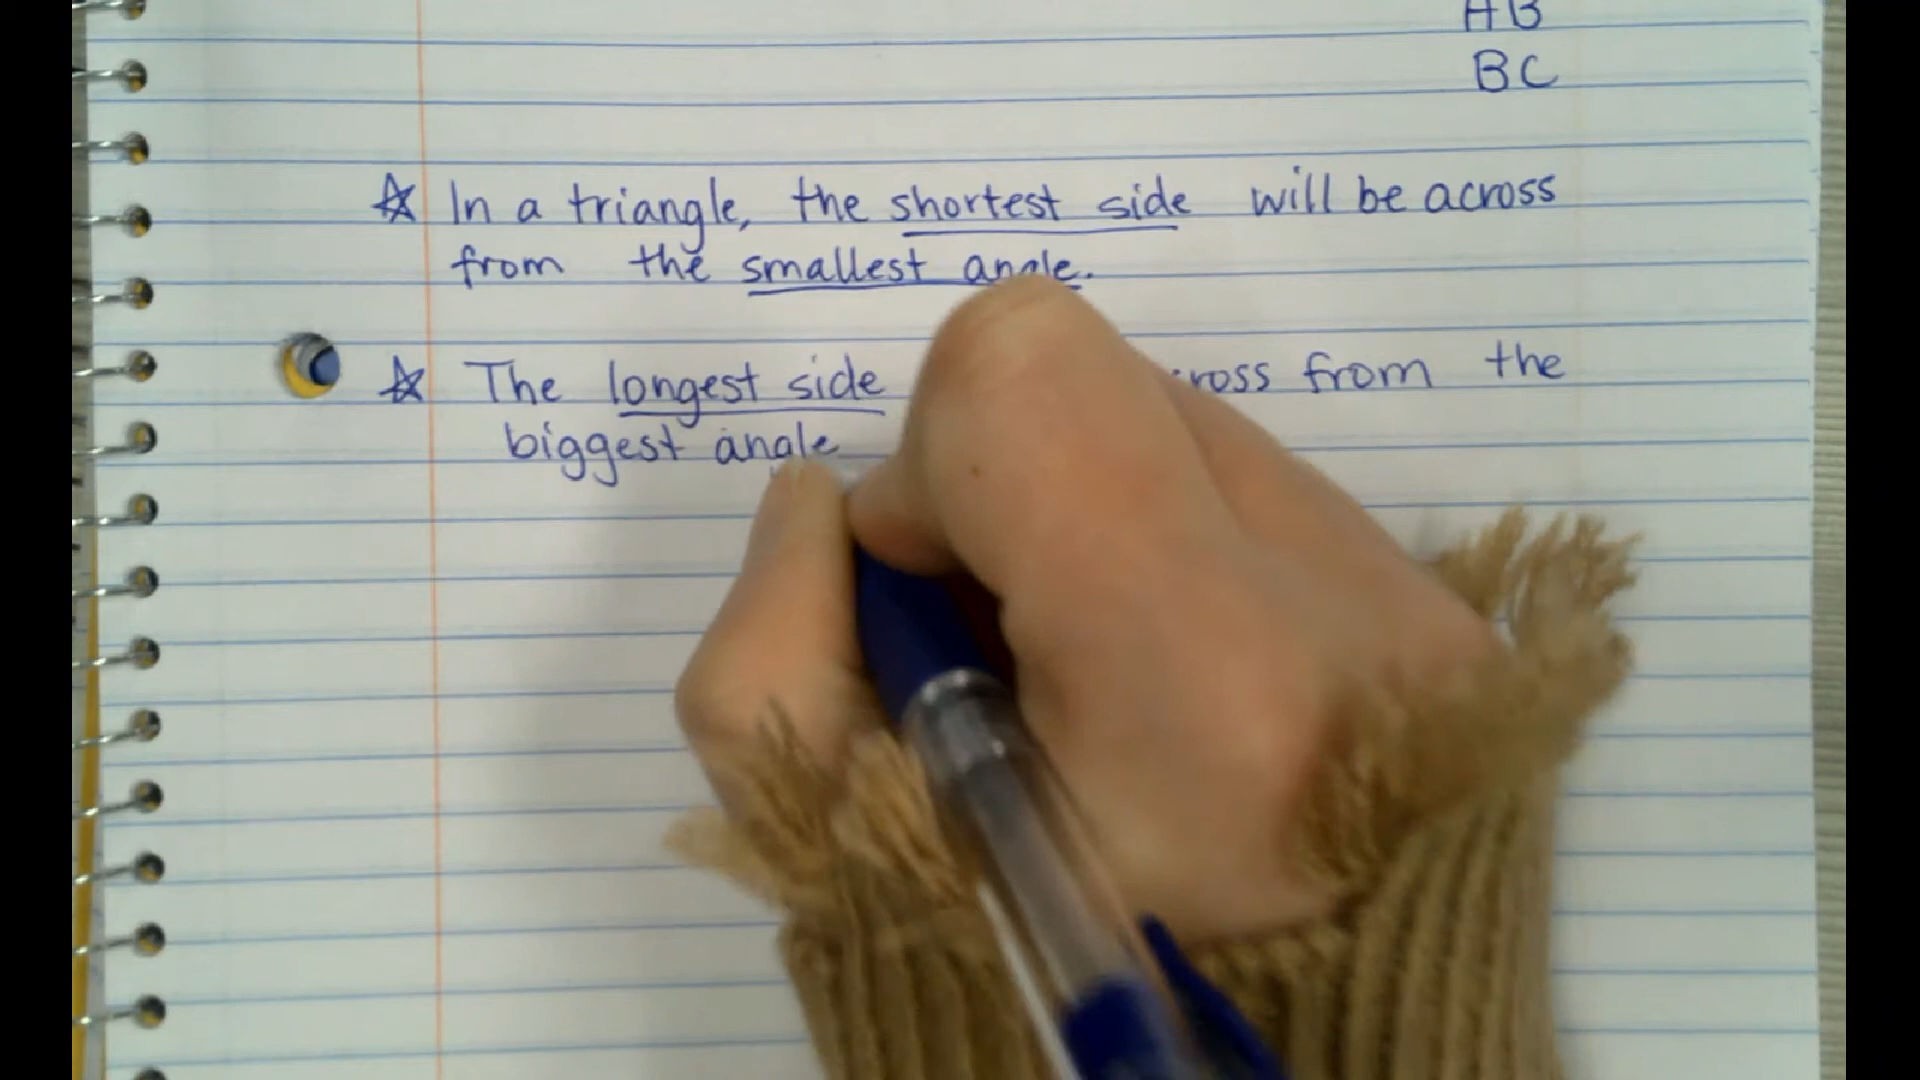 AB
BC
☆ In a triangle, the shortest side will be across
from the smallest angle.
☆ The longest side from the
biggest angle